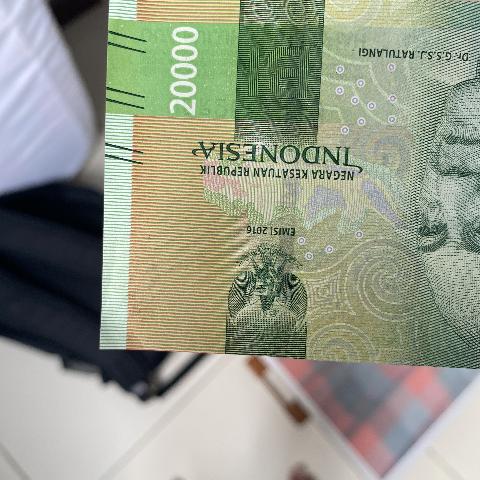 20000
Dr. G.S.S.J. RATULANGI
NEGARA KESATUAN REPUBLIK
INDONESIA
EMISI 2016